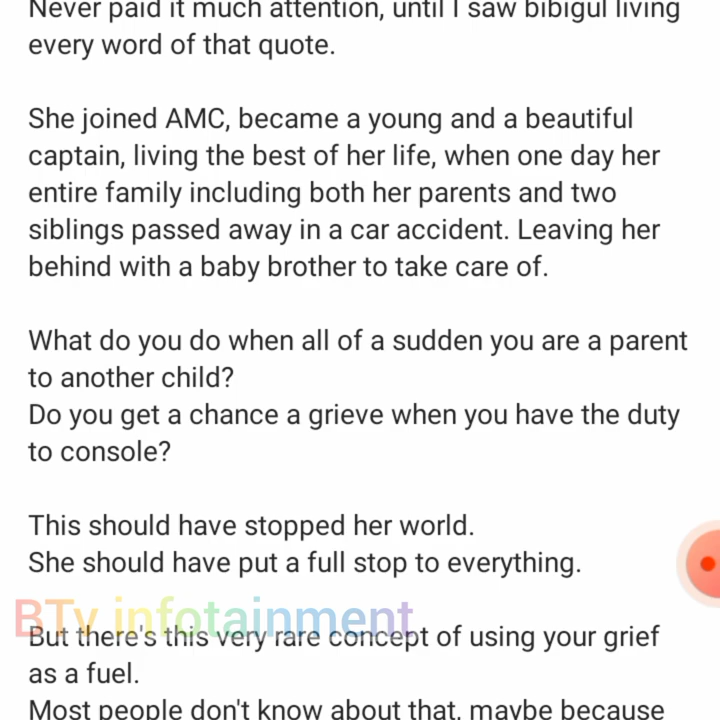 Never paid it much attention, until I saw bibigul living
every word of that quote.
She joined AMC, became a young and a beautiful
captain, living the best of her life, when one day her
entire family including both her parents and two
siblings passed away in a car accident. Leaving her
behind with a baby brother to take care of.
What do you do when all of a sudden you are a parent
to another child?
Do you get a chance a grieve when you have the duty
to console?
This should have stopped her world.
She should have put a full stop to everything.
BTv infotainment
But there's this very rare concept of using your grief
as a fuel.
Most people don't know about that, maybe because